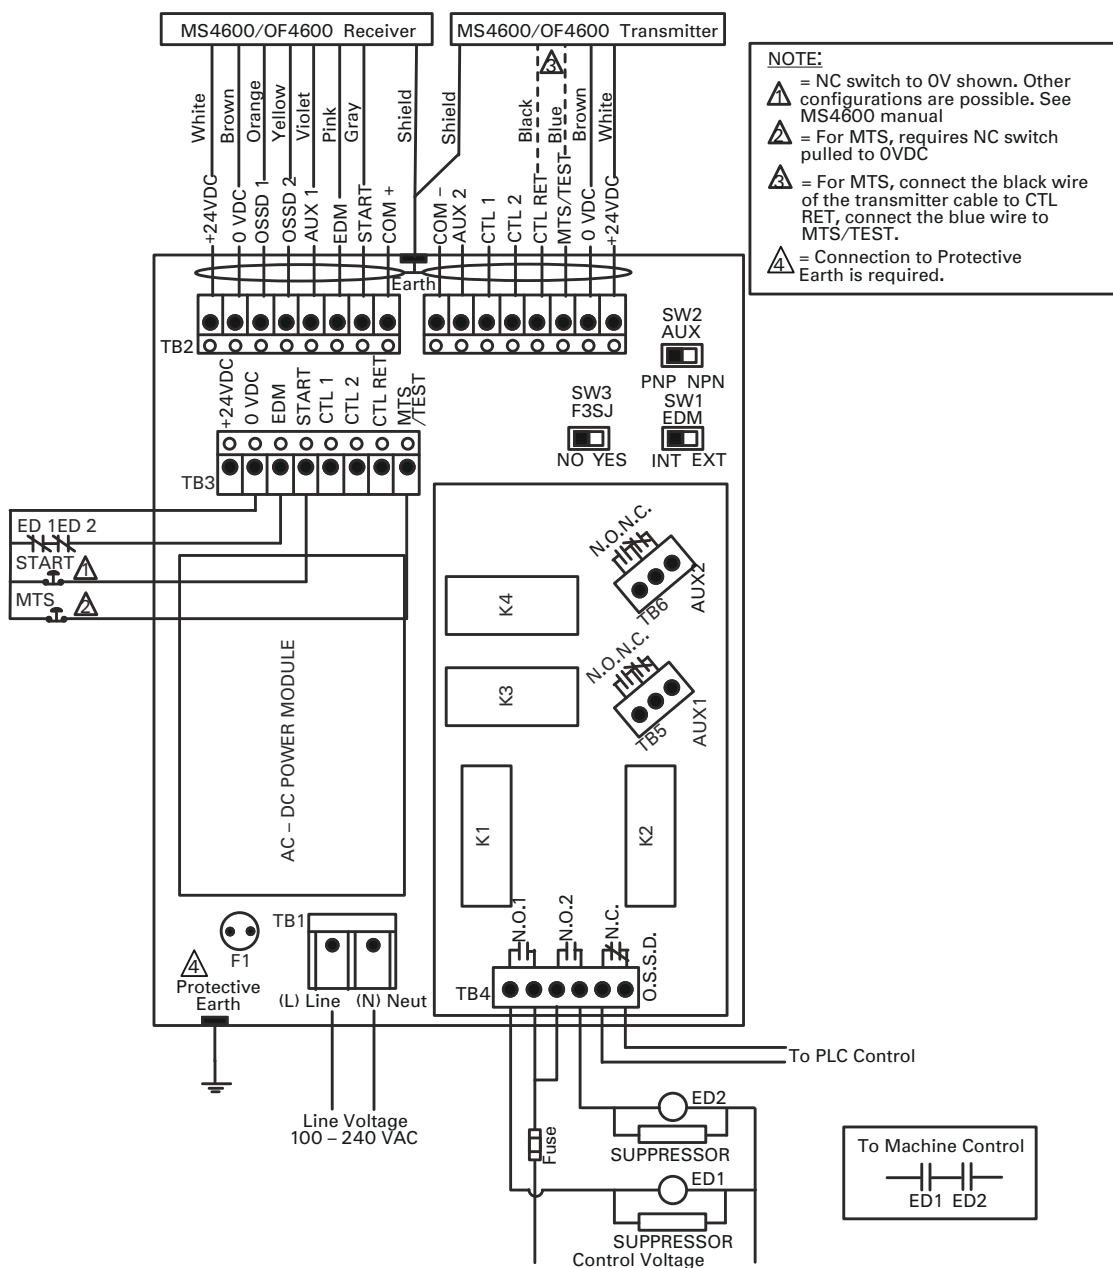 MS4600/OF4600 Receiver
MS4600/OF4600 Transmitter
White
Brown
Orange
Yellow
Violet
Pink
Gray
Shield
Shield
Black
Blue
Brown
White
3
+24VDC
0 VDC
OSSD 1
OSSD 2
AUX 1
EDM
START
COM +
COM -
AUX 2
CTL 1
CTL 2
CTL RET
MTS/TEST
0 VDC
+24VDC
NOTE:
1 = NC switch to 0V shown. Other
configurations are possible. See
MS4600 manual
2 = For MTS, requires NC switch
pulled to 0VDC
3 = For MTS, connect the black wire
of the transmitter cable to CTL
RET, connect the blue wire to
MTS/TEST.
4 = Connection to Protective
Earth is required.
Earth
TB2
SW2
AUX
PNP NPN
SW3
F3SJ
NO YES
SW1
EDM
INT EXT
+24VDC
0 VDC
EDM
START
CTL 1
CTL 2
CTL RET
MTS
/TEST
TB3
ED 1 ED 2
START 1
MTS 2
AC – DC POWER MODULE
K4
K3
K1
K2
N.O. N.C.
TB6
AUX2
N.O. N.C.
TB5
AUX1
F1
TB1
(L) Line (N) Neut
4
Protective
Earth
Line Voltage
100 – 240 VAC
N.O.1
N.O.2
N.C.
O.S.S.D.
TB4
To PLC Control
ED2
SUPPRESSOR
Fuse
ED1
SUPPRESSOR
Control Voltage
To Machine Control
ED1 ED2